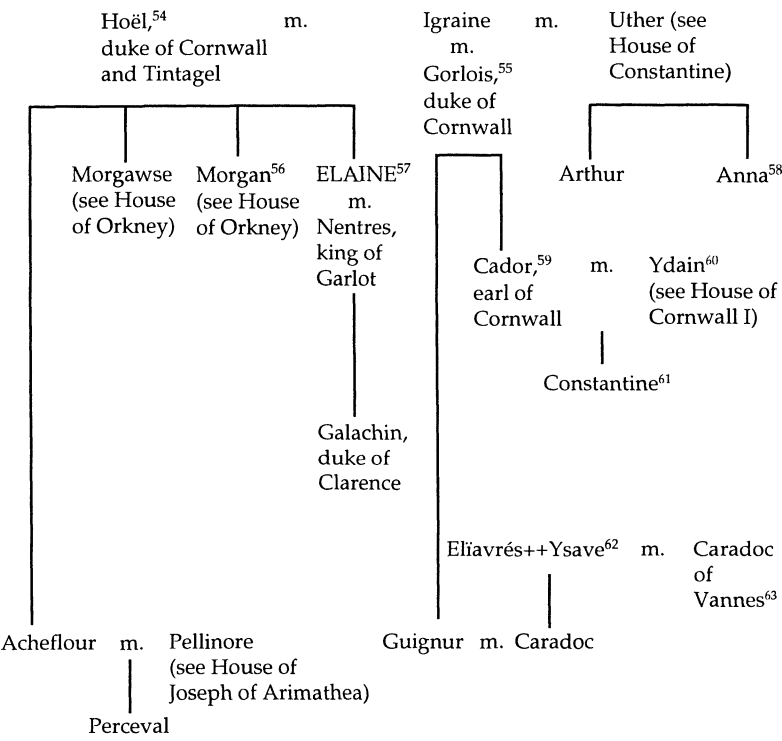 Hoël,⁵⁴ m. Igraine m. Uther (see
duke of Cornwall m. House of
and Tintagel Gorlois,⁵⁵ Constantine)
duke of
Cornwall
Morgawse Morgan⁵⁶ ELAINE⁵⁷ Arthur Anna⁵⁸
(see House (see House m.
of Orkney) of Orkney) Nentres,
king of
Garlot
Cador,⁵⁹ m. Ydain⁶⁰
earl of (see House of
Cornwall Cornwall I)
Constantine⁶¹
Galachin,
duke of
Clarence
Elïavrés++Ysave⁶² m. Caradoc
of
Vannes⁶³
Acheflour m. Pellinore Guignur m. Caradoc
(see House of
Joseph of Arimathea)
Perceval